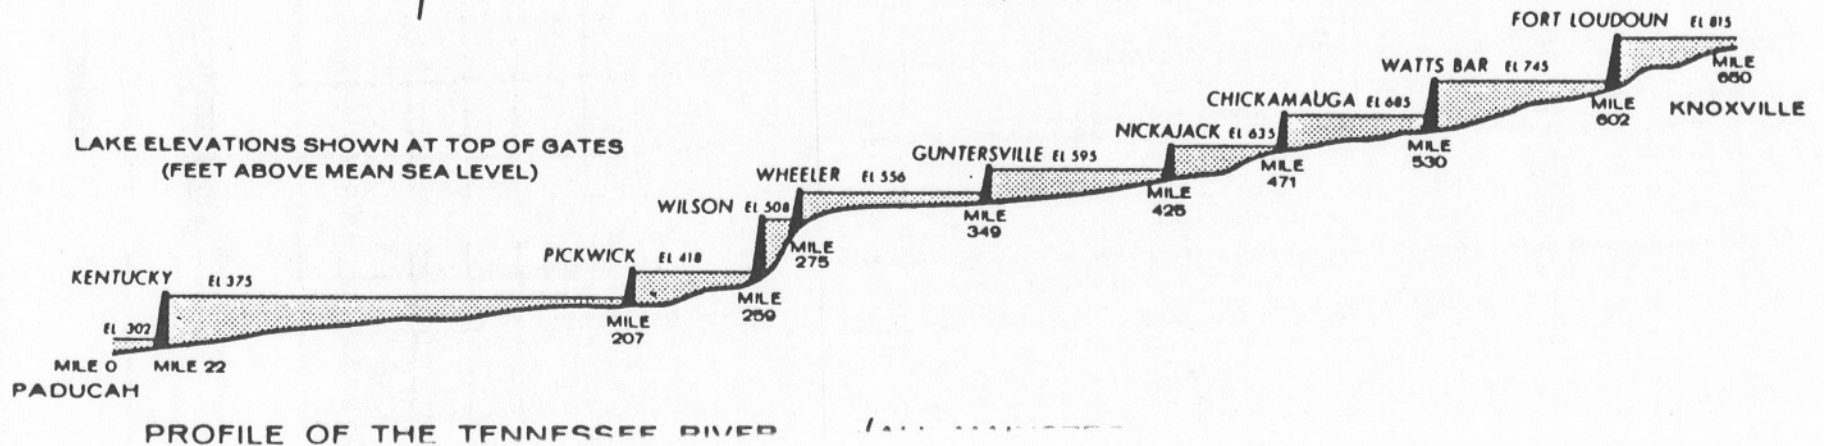 FORT LOUDOUN EL 815
MILE
650
KNOXVILLE
WATTS BAR EL 745
MILE
602
CHICKAMAUGA EL 685
MILE
530
NICKAJACK EL 635
MILE
471
GUNTERSVILLE EL 595
MILE
425
LAKE ELEVATIONS SHOWN AT TOP OF GATES
(FEET ABOVE MEAN SEA LEVEL)
WHEELER EL 556
MILE
349
WILSON EL 508
MILE
275
PICKWICK EL 418
MILE
259
KENTUCKY EL 375
MILE
207
EL 302
MILE 0 MILE 22
PADUCAH
PROFILE OF THE TENNESSEE RIVER